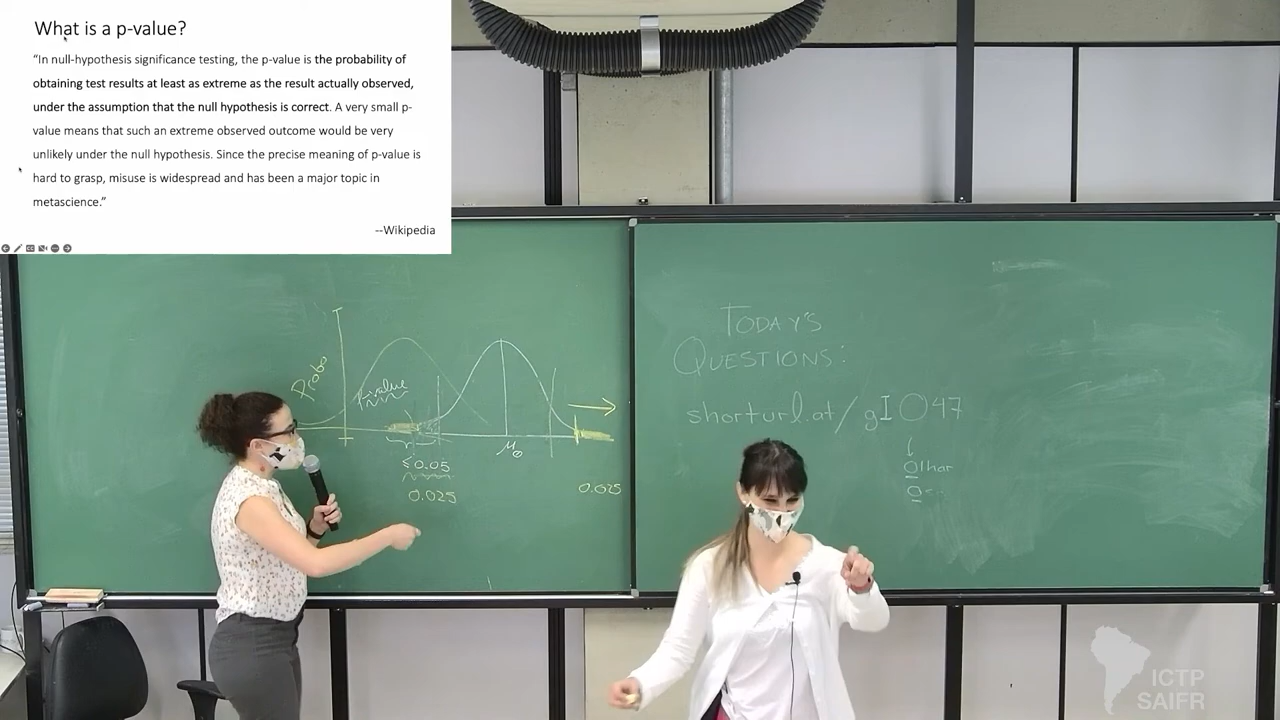 What is a p-value?
“In null-hypothesis significance testing, the p-value is the probability of
obtaining test results at least as extreme as the result actually observed,
under the assumption that the null hypothesis is correct. A very small p-
value means that such an extreme observed outcome would be very
unlikely under the null hypothesis. Since the precise meaning of p-value is
hard to grasp, misuse is widespread and has been a major topic in
metascience.”
--Wikipedia
Prob
p-value
μ₀
≤0.05
0.025
0.025
TODAY'S
QUESTIONS:
shorturl.at/gIO47
Olhar
ICTP
SAIFR